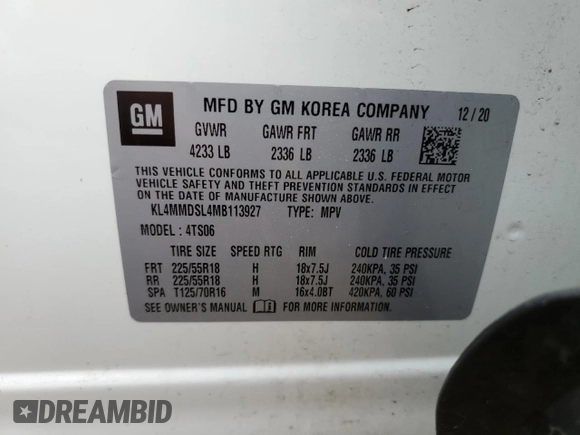 GM MFD BY GM KOREA COMPANY 12/20
GVWR GAWR FRT GAWR RR
4233 LB 2336 LB 2336 LB
THIS VEHICLE CONFORMS TO ALL APPLICABLE U.S. FEDERAL MOTOR
VEHICLE SAFETY AND THEFT PREVENTION STANDARDS IN EFFECT
ON THE DATE OF MANUFACTURE SHOWN ABOVE.
KL4MMDSL4MB113927 TYPE: MPV
MODEL: 4TS06
TIRE SIZE SPEED RTG RIM COLD TIRE PRESSURE
FRT 225/55R18 H 18x7.5J 240KPA, 35 PSI
RR 225/55R18 H 18x7.5J 240KPA, 35 PSI
SPA T125/70R16 M 16x4.0BT 420KPA, 60 PSI
SEE OWNER'S MANUAL FOR MORE INFORMATION.
DREAMBID